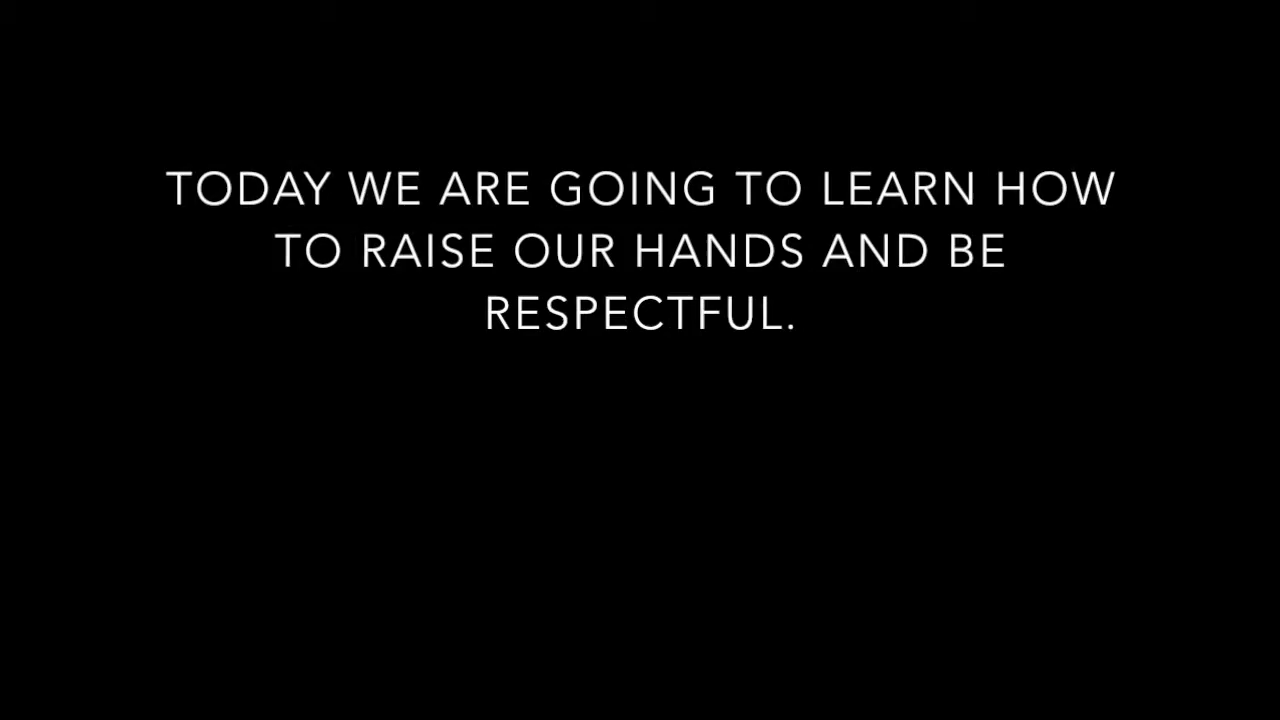 TODAY WE ARE GOING TO LEARN HOW
TO RAISE OUR HANDS AND BE
RESPECTFUL.